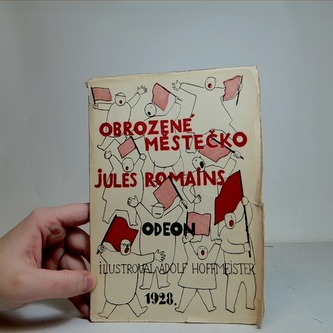 OBROZENÉ
MĚSTEČKO
JULES ROMAINS
ODEON
iLUSTROVAL ADOLF HOFFMEISTER
1928